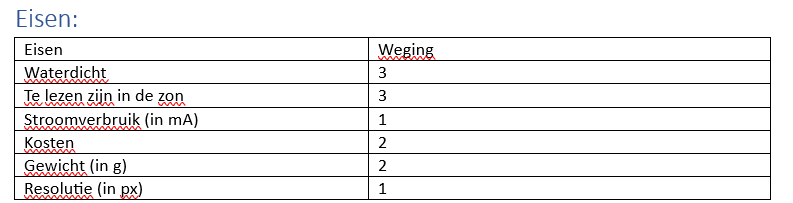 Eisen:
Eisen Weging
Waterdicht 3
Te lezen zijn in de zon 3
Stroomverbruik (in mA) 1
Kosten 2
Gewicht (in g) 2
Resolutie (in px) 1